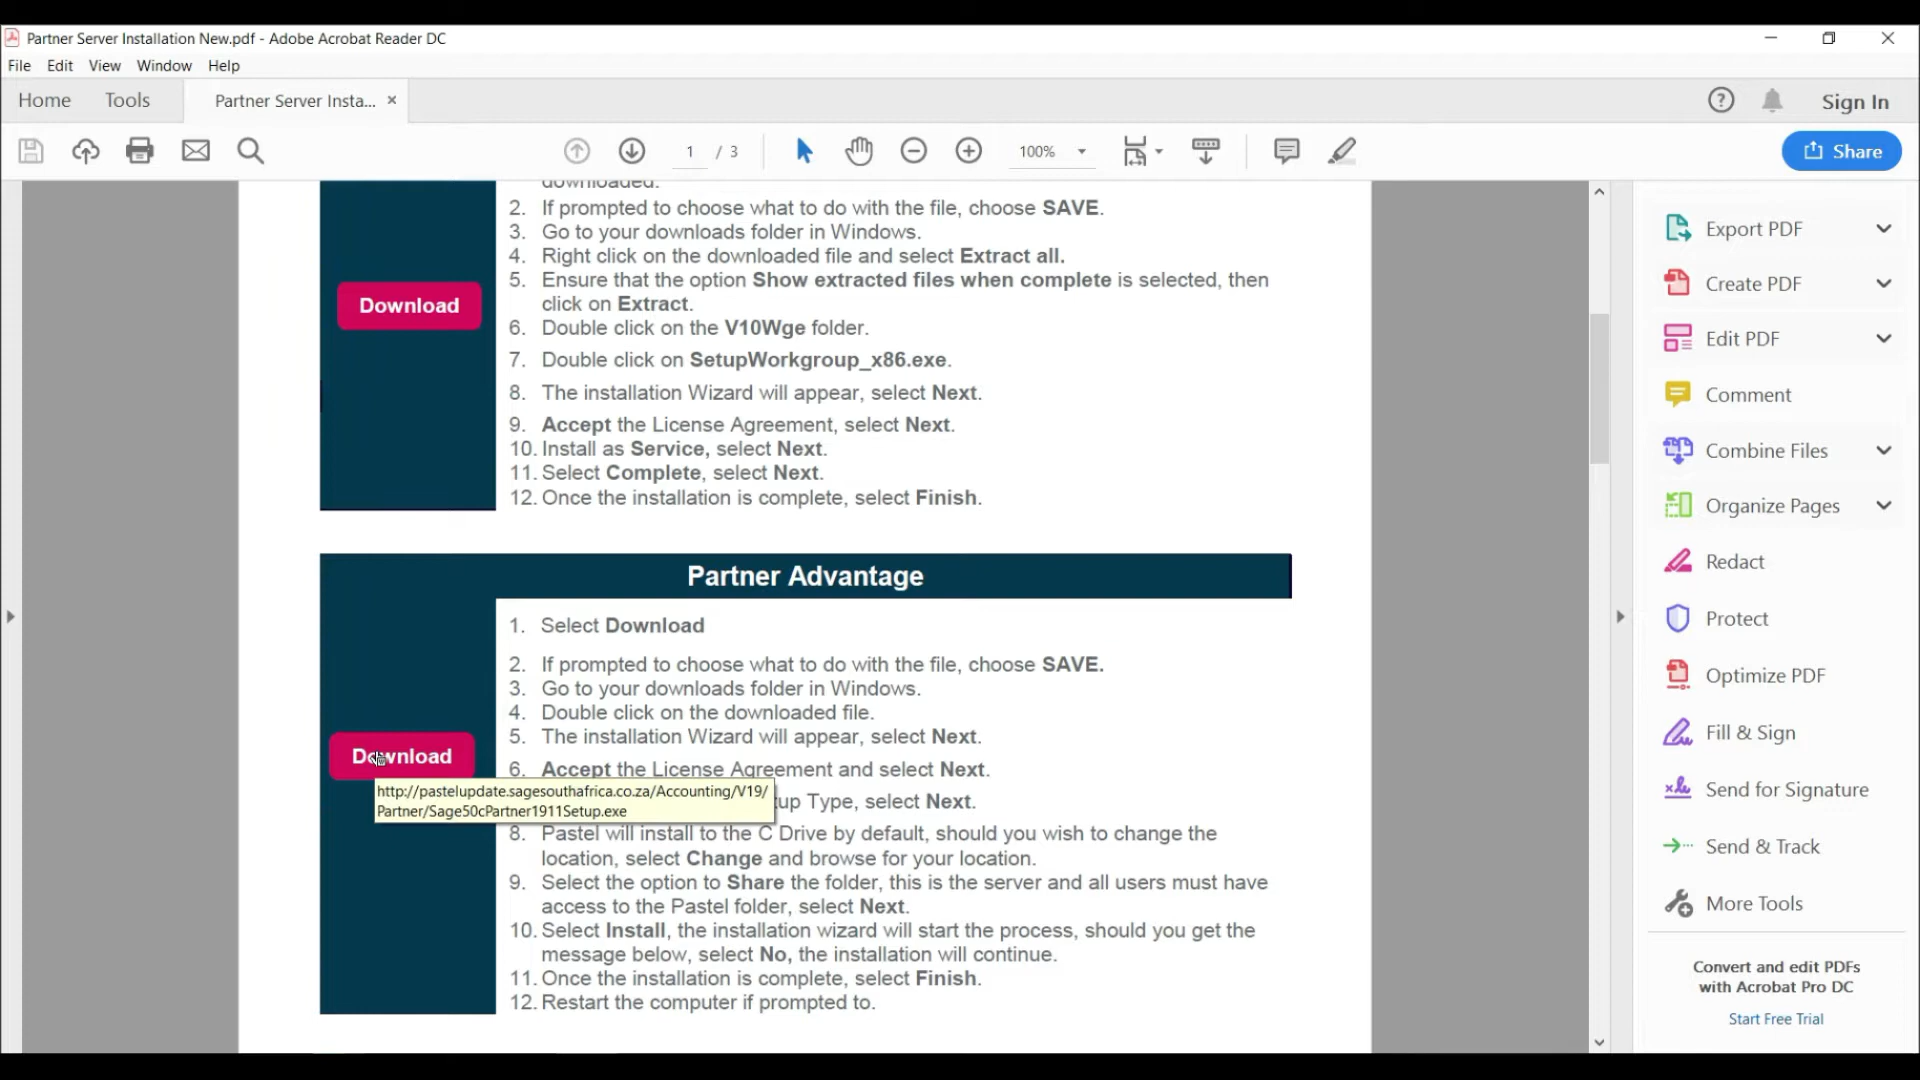 Partner Server Installation New.pdf - Adobe Acrobat Reader DC
File Edit View Window Help
Home Tools Partner Server Insta... ×
Sign In
1 / 3 100%
Share
downloaded.
2. If prompted to choose what to do with the file, choose SAVE.
3. Go to your downloads folder in Windows.
4. Right click on the downloaded file and select Extract all.
5. Ensure that the option Show extracted files when complete is selected, then
click on Extract.
6. Double click on the V10Wge folder.
7. Double click on SetupWorkgroup_x86.exe.
8. The installation Wizard will appear, select Next.
9. Accept the License Agreement, select Next.
10. Install as Service, select Next.
11. Select Complete, select Next.
12. Once the installation is complete, select Finish.
Download
Partner Advantage
1. Select Download
2. If prompted to choose what to do with the file, choose SAVE.
3. Go to your downloads folder in Windows.
4. Double click on the downloaded file.
5. The installation Wizard will appear, select Next.
6. Accept the License Agreement and select Next.
up Type, select Next.
8. Pastel will install to the C Drive by default, should you wish to change the
location, select Change and browse for your location.
9. Select the option to Share the folder, this is the server and all users must have
access to the Pastel folder, select Next.
10. Select Install, the installation wizard will start the process, should you get the
message below, select No, the installation will continue.
11. Once the installation is complete, select Finish.
12. Restart the computer if prompted to.
Download
http://pastelupdate.sagesouthafrica.co.za/Accounting/V19/
Partner/Sage50cPartner1911Setup.exe
Export PDF
Create PDF
Edit PDF
Comment
Combine Files
Organize Pages
Redact
Protect
Optimize PDF
Fill & Sign
Send for Signature
Send & Track
More Tools
Convert and edit PDFs
with Acrobat Pro DC
Start Free Trial